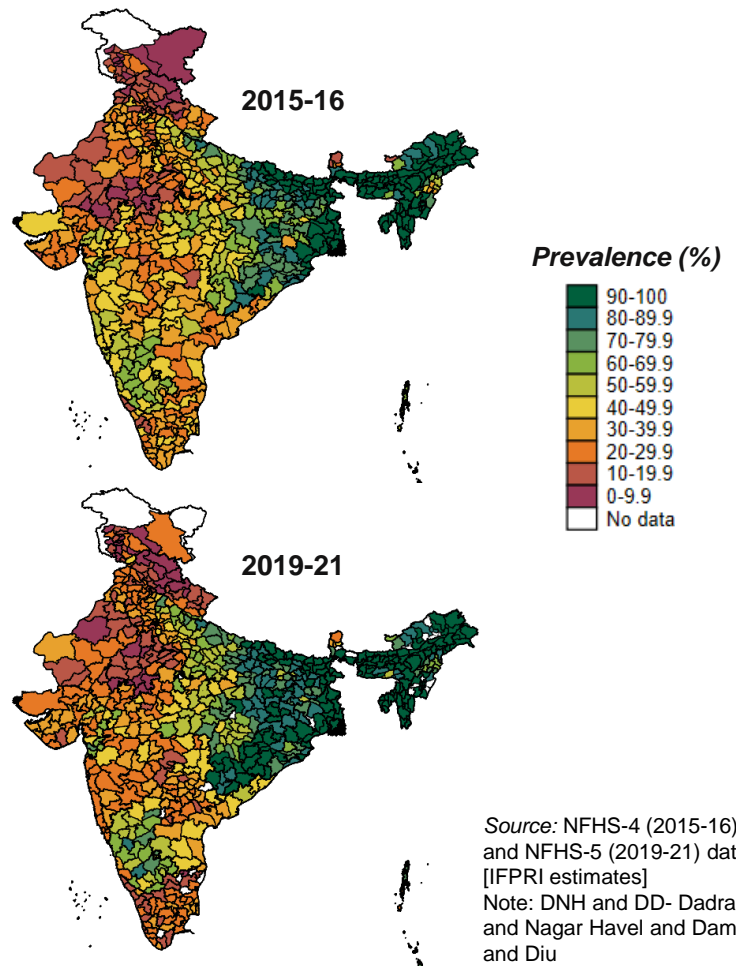 2015-16
Prevalence (%)
90-100
80-89.9
70-79.9
60-69.9
50-59.9
40-49.9
30-39.9
20-29.9
10-19.9
0-9.9
No data
2019-21
Source: NFHS-4 (2015-16)
and NFHS-5 (2019-21) dat
[IFPRI estimates]
Note: DNH and DD- Dadra
and Nagar Havel and Dam
and Diu